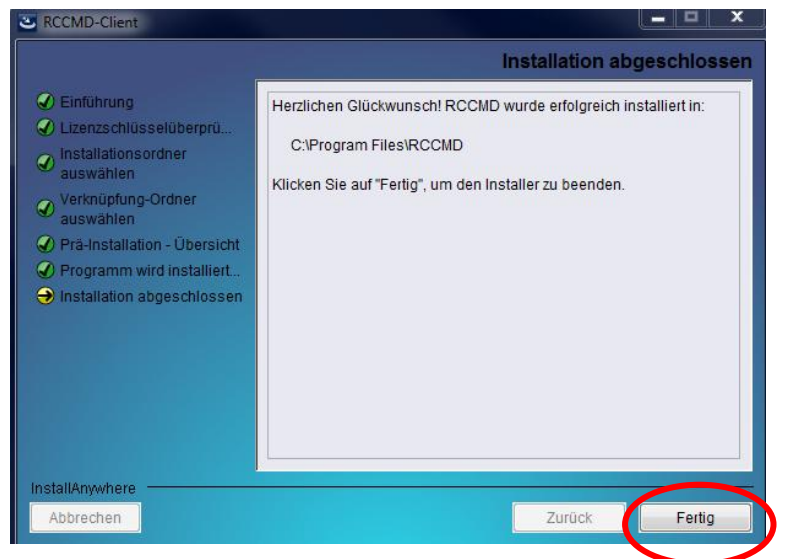 RCCMD-Client
Installation abgeschlossen
Einführung
Lizenzschlüsselüberprü...
Installationsordner
auswählen
Verknüpfung-Ordner
auswählen
Prä-Installation - Übersicht
Programm wird installiert...
Installation abgeschlossen
Herzlichen Glückwunsch! RCCMD wurde erfolgreich installiert in:
C:\Program Files\RCCMD
Klicken Sie auf "Fertig", um den Installer zu beenden.
InstallAnywhere
Abbrechen
Zurück
Fertig